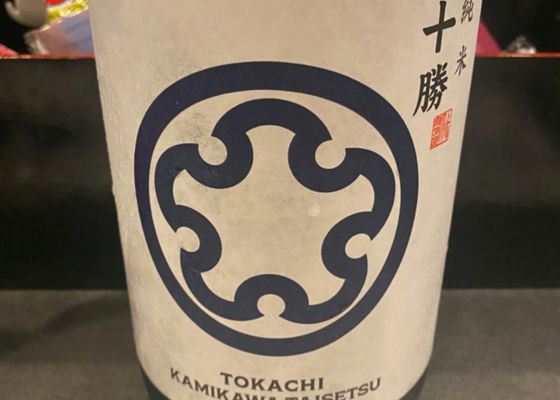 純米
十勝
TOKACHI
KAMIKAWA TAISETSU